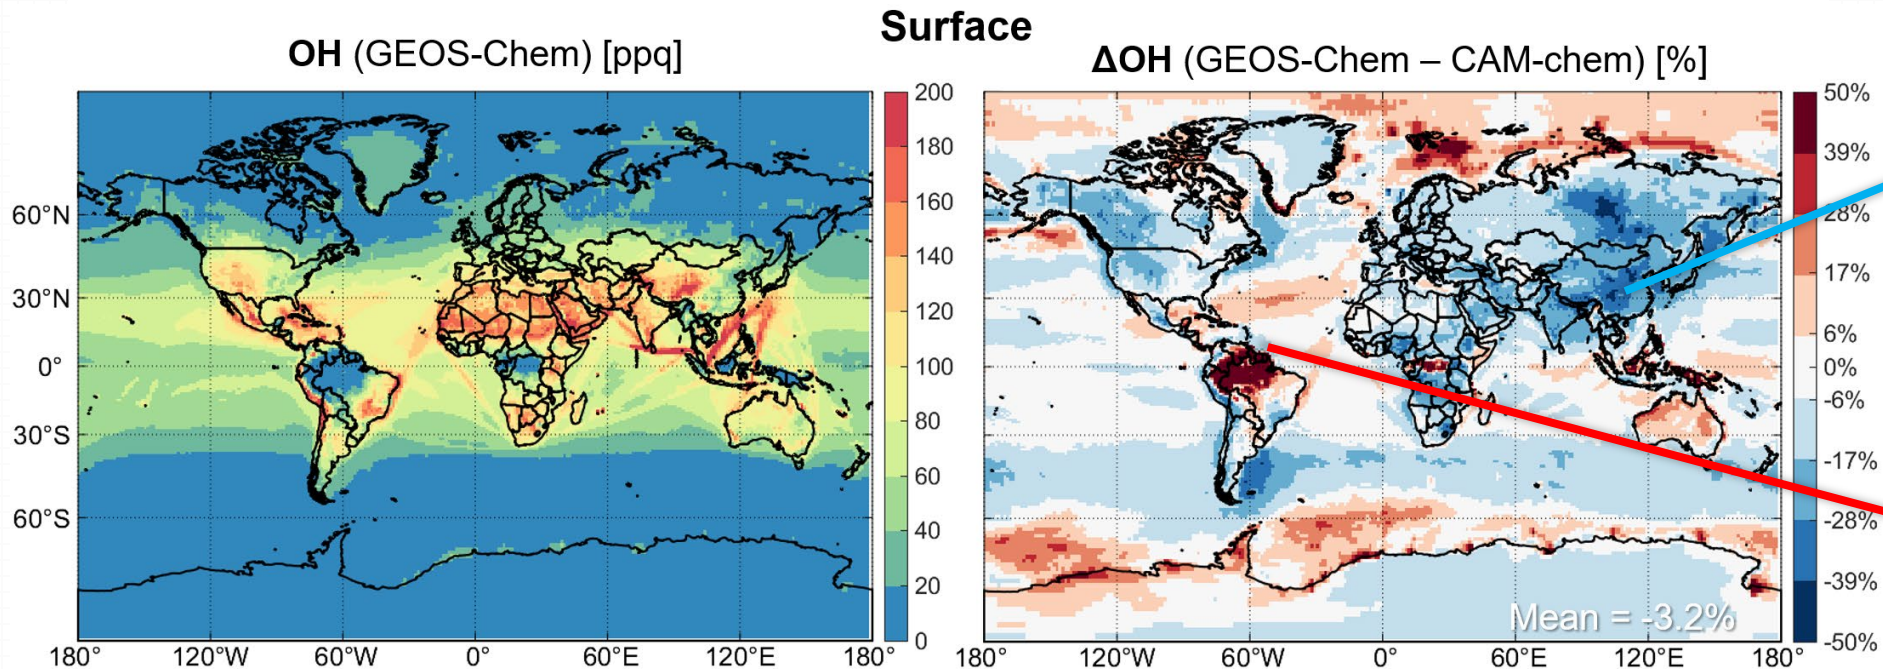 Surface
OH (GEOS-Chem) [ppq]
ΔOH (GEOS-Chem – CAM-chem) [%]
200
180
160
140
120
100
80
60
40
20
0
60°N
30°N
0°
30°S
60°S
180°
120°W
60°W
0°
60°E
120°E
180°
50%
39%
28%
17%
6%
0%
-6%
-17%
-28%
-39%
-50%
Mean = -3.2%
180°
120°W
60°W
0°
60°E
120°E
180°